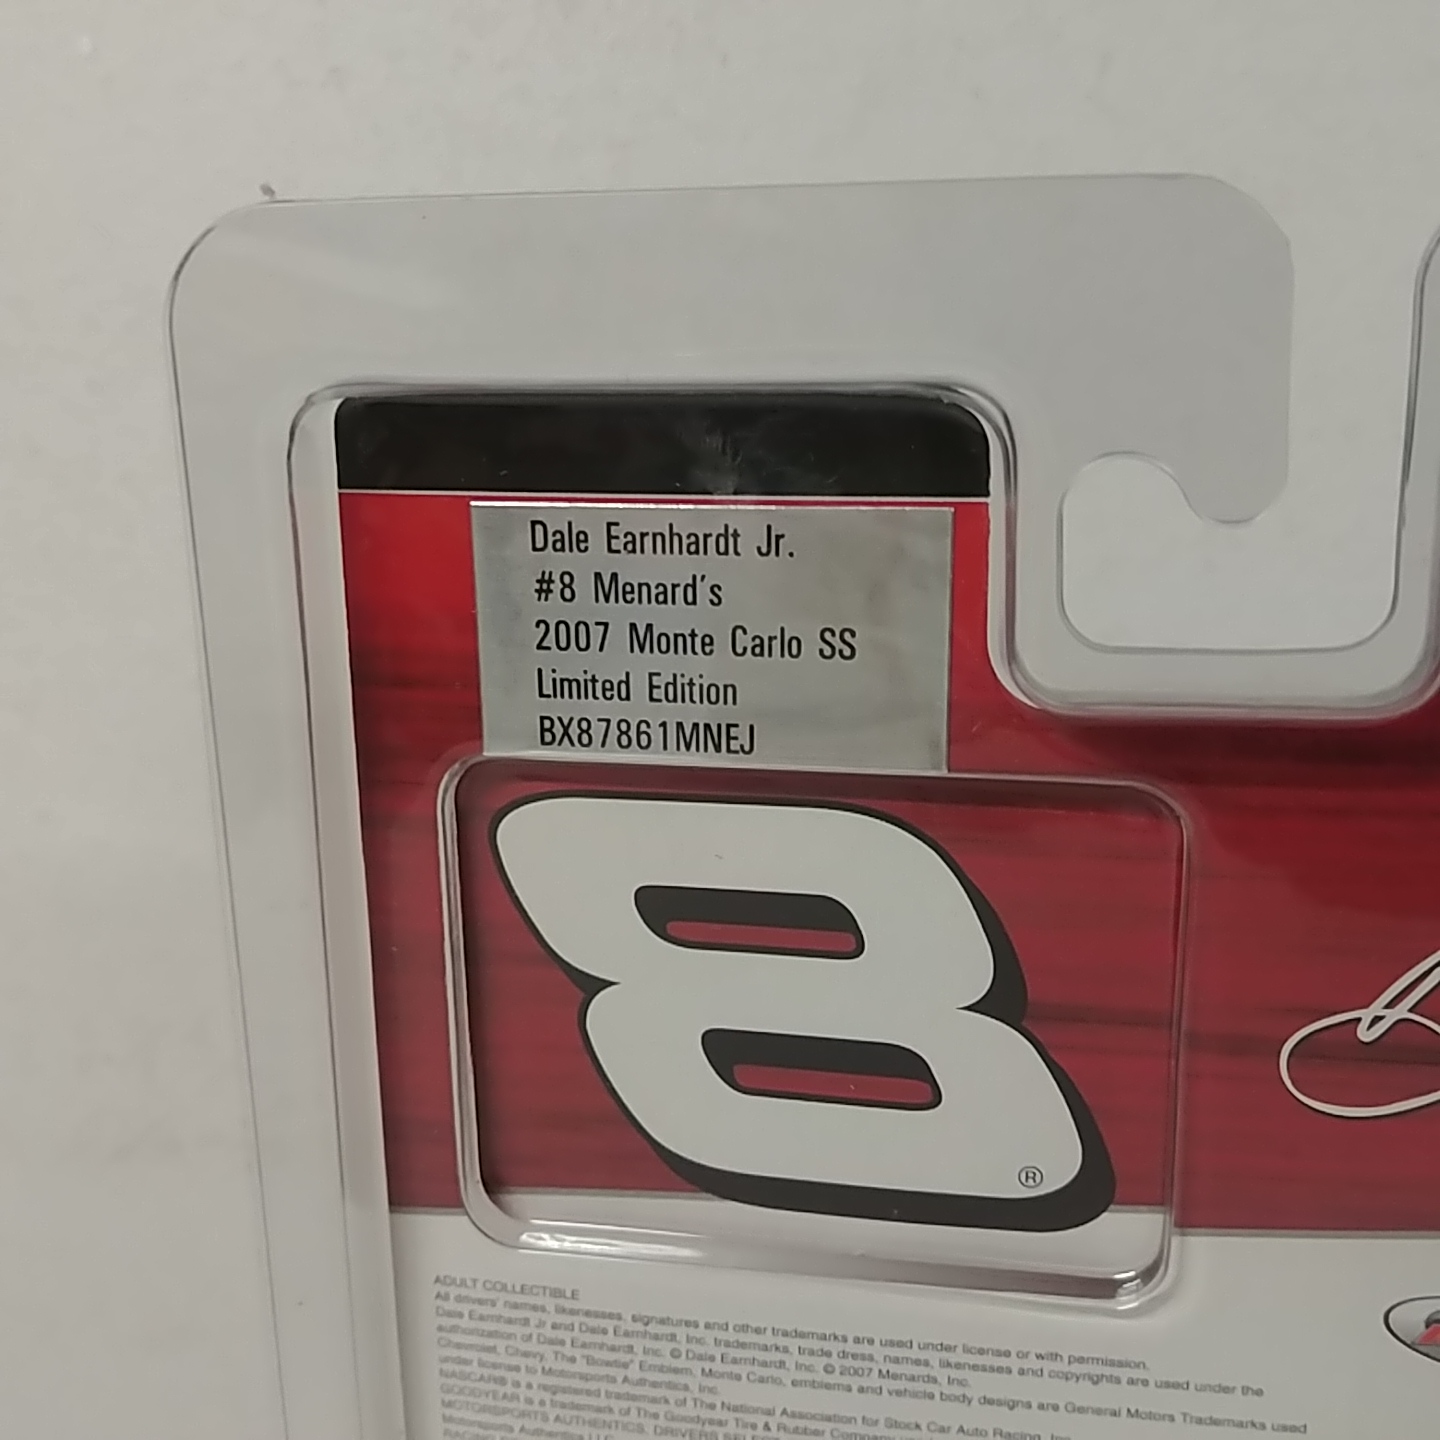 Dale Earnhardt Jr.
#8 Menard's
2007 Monte Carlo SS
Limited Edition
BX87861MNEJ
8
®
ADULT COLLECTIBLE
All drivers' names, likenesses, signatures and other trademarks are used under license or with permission.
Dale Earnhardt Jr and Dale Earnhardt, Inc. trademarks, trade dress, names, likenesses and copyrights are used under the
authorization of Dale Earnhardt, Inc. © Dale Earnhardt, Inc. © 2007 Menards, Inc.
Chevrolet, Chevy, The "Bowtie" Emblem, Monte Carlo, emblems and vehicle body designs are General Motors Trademarks used
under license to Motorsports Authentics, Inc.
NASCAR® is a registered trademark of The National Association for Stock Car Auto Racing, Inc.
GOODYEAR is a trademark of The Goodyear Tire & Rubber Company
MOTORSPORTS AUTHENTICS, DRIVERS
Motorsports Authentics LLC